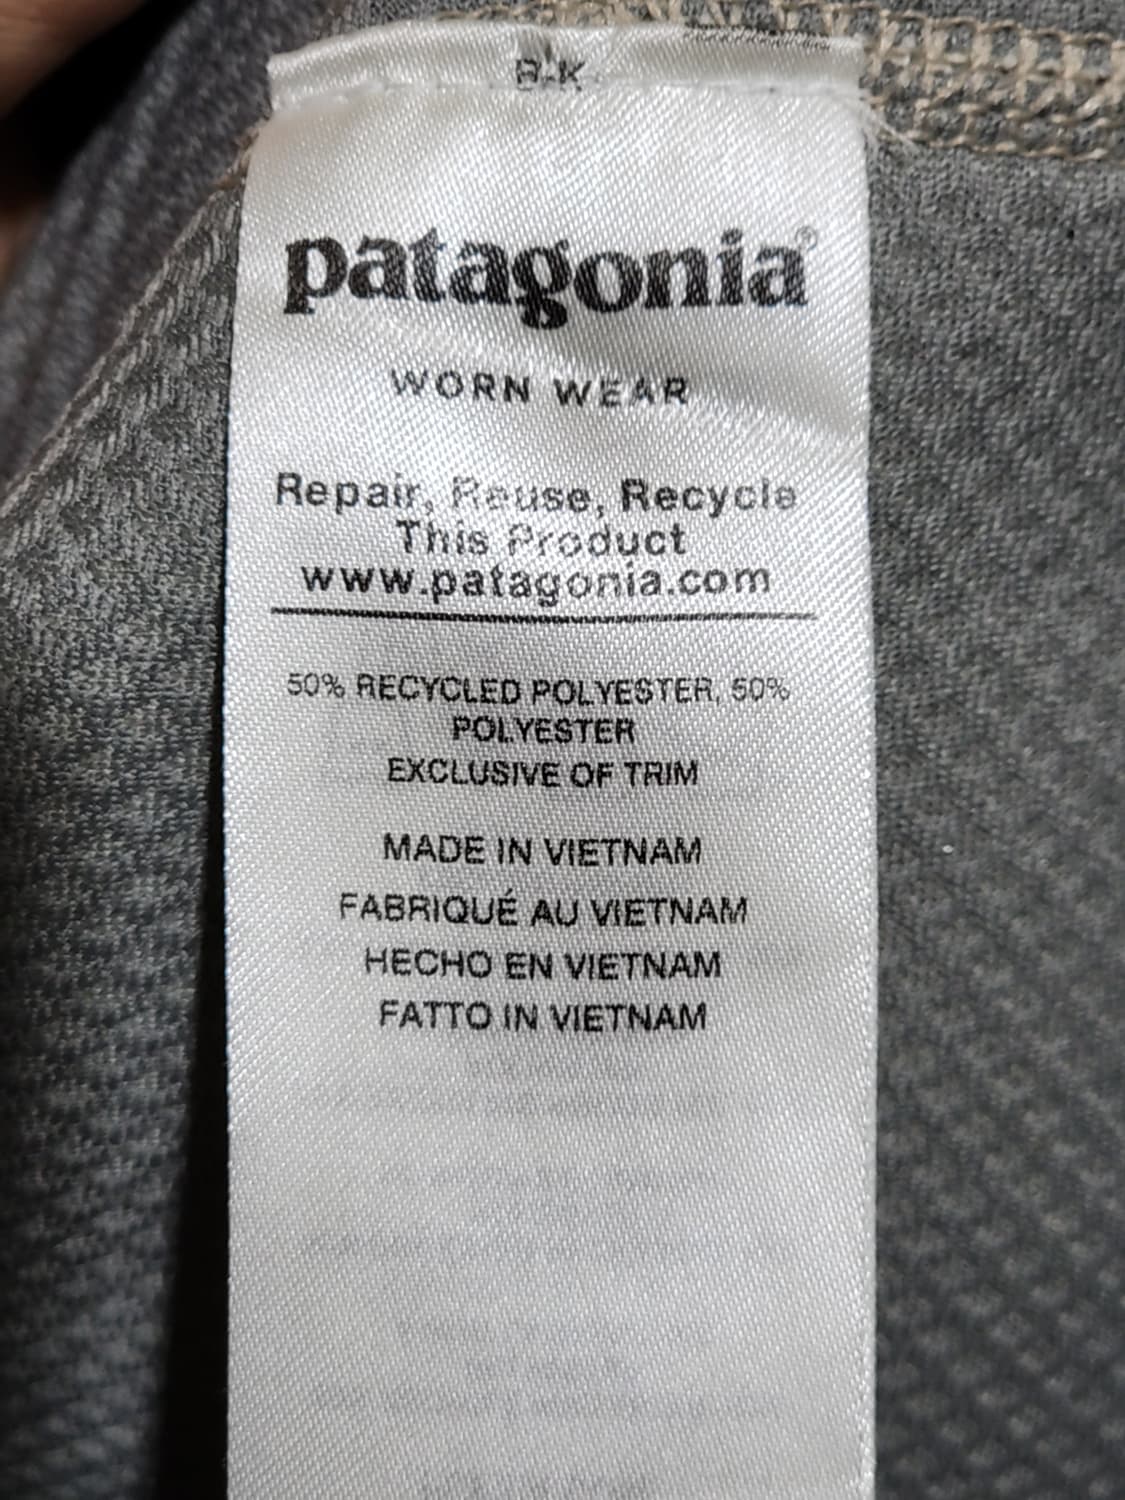 patagonia®
WORN WEAR
Repair, Reuse, Recycle
This Product
www.patagonia.com
50% RECYCLED POLYESTER, 50%
POLYESTER
EXCLUSIVE OF TRIM
MADE IN VIETNAM
FABRIQUÉ AU VIETNAM
HECHO EN VIETNAM
FATTO IN VIETNAM